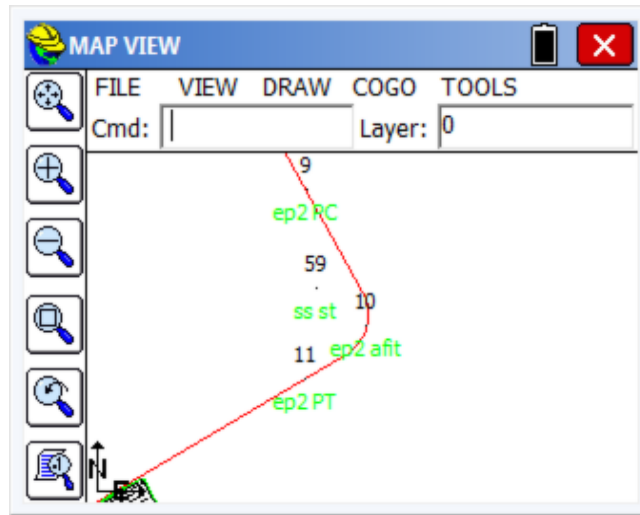 MAP VIEW
FILE VIEW DRAW COGO TOOLS
Cmd: Layer: 0
9
ep2 PC
59
ss st
10
ep2 afit
11
ep2 PT
N
E